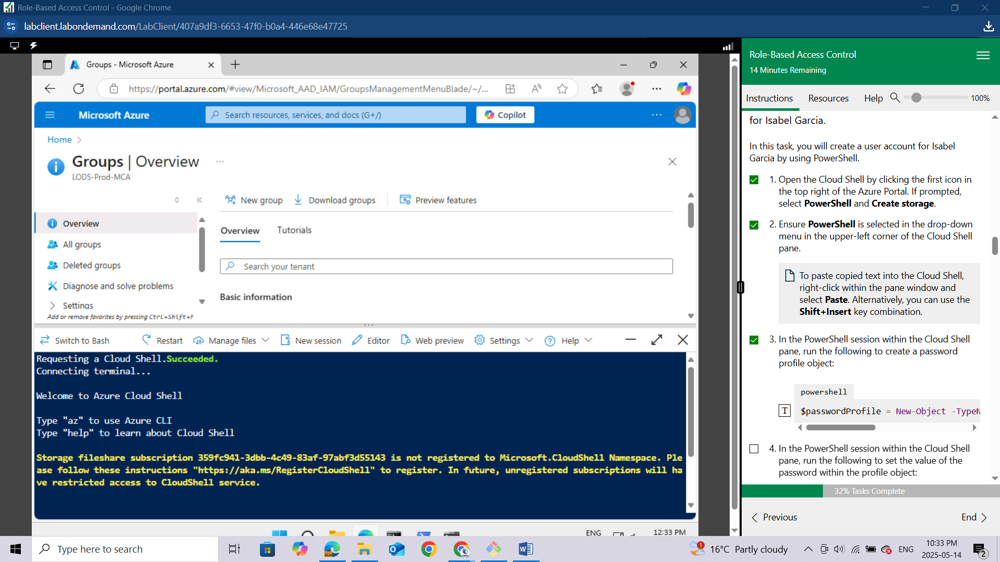 Role-Based Access Control - Google Chrome
labclient.labondemand.com/LabClient/407a9df3-6653-47f0-b0a4-446e68e47725
Groups - Microsoft Azure
https://portal.azure.com/#view/Microsoft_AAD_IAM/GroupsManagementMenuBlade/~/...
Microsoft Azure
Search resources, services, and docs (G+/)
Copilot
Home
Groups | Overview
LODS-Prod-MCA
New group
Download groups
Preview features
Overview
All groups
Deleted groups
Diagnose and solve problems
Settings
Add or remove favorites by pressing Ctrl+Shift+F
Overview
Tutorials
Search your tenant
Basic information
Switch to Bash
Restart
Manage files
New session
Editor
Web preview
Settings
Help
Requesting a Cloud Shell.Succeeded.
Connecting terminal...
Welcome to Azure Cloud Shell
Type "az" to use Azure CLI
Type "help" to learn about Cloud Shell
Storage fileshare subscription 359fc941-3dbb-4c49-83af-97abf3d55143 is not registered to Microsoft.CloudShell Namespace. Ple
ase follow these instructions "https://aka.ms/RegisterCloudShell" to register. In future, unregistered subscriptions will ha
ve restricted access to CloudShell service.
ENG
12:33 PM
Role-Based Access Control
14 Minutes Remaining
Instructions
Resources
Help
100%
for Isabel Garcia.
In this task, you will create a user account for Isabel
Garcia by using PowerShell.
1. Open the Cloud Shell by clicking the first icon in
the top right of the Azure Portal. If prompted,
select PowerShell and Create storage.
2. Ensure PowerShell is selected in the drop-down
menu in the upper-left corner of the Cloud Shell
pane.
To paste copied text into the Cloud Shell,
right-click within the pane window and
select Paste. Alternatively, you can use the
Shift+Insert key combination.
3. In the PowerShell session within the Cloud Shell
pane, run the following to create a password
profile object:
powershell
T
$passwordProfile = New-Object -TypeN
4. In the PowerShell session within the Cloud Shell
pane, run the following to set the value of the
password within the profile object:
32% Tasks Complete
Previous
End
Type here to search
1
16°C Partly cloudy
ENG
10:33 PM
2025-05-14
2